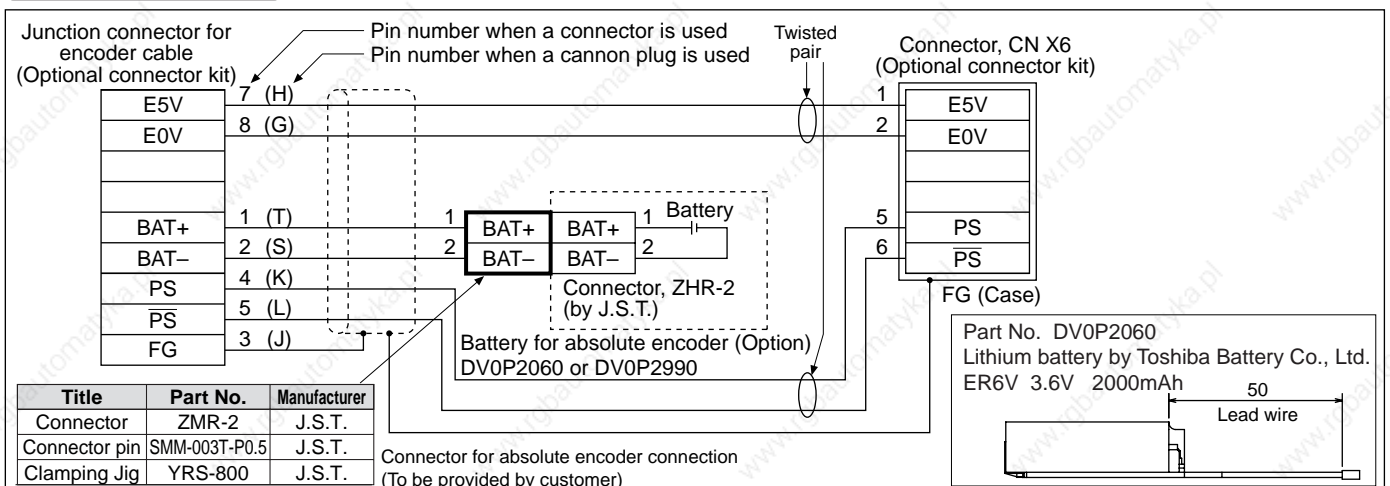 Junction connector for
encoder cable
(Optional connector kit)
Pin number when a connector is used
Pin number when a cannon plug is used
Twisted
pair
Connector, CN X6
(Optional connector kit)
E5V 7 (H) 1 E5V
E0V 8 (G) 2 E0V
BAT+ 1 (T) 1 BAT+ BAT+ 1 Battery 5 PS
BAT– 2 (S) 2 BAT– BAT– 2 6 PS
PS 4 (K)
PS 5 (L)
FG 3 (J)
Connector, ZHR-2
(by J.S.T.)
FG (Case)
Battery for absolute encoder (Option)
DV0P2060 or DV0P2990
Part No. DV0P2060
Lithium battery by Toshiba Battery Co., Ltd.
ER6V 3.6V 2000mAh
50
Lead wire
Title Part No. Manufacturer
Connector ZMR-2 J.S.T.
Connector pin SMM-003T-P0.5 J.S.T.
Clamping Jig YRS-800 J.S.T.
Connector for absolute encoder connection
(To be provided by customer)
www.rgbautomatyka.pl